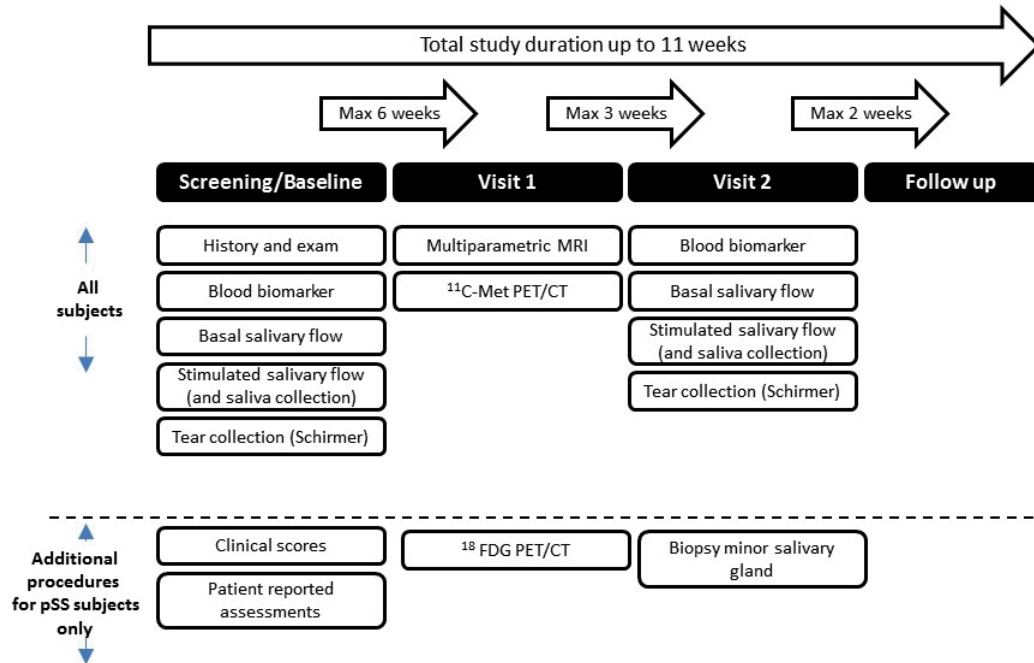 Total study duration up to 11 weeks
Max 6 weeks
Max 3 weeks
Max 2 weeks
Screening/Baseline
Visit 1
Visit 2
Follow up
All
subjects
History and exam
Blood biomarker
Basal salivary flow
Stimulated salivary flow
(and saliva collection)
Tear collection (Schirmer)
Multiparametric MRI
¹¹C-Met PET/CT
Blood biomarker
Basal salivary flow
Stimulated salivary flow
(and saliva collection)
Tear collection (Schirmer)
Additional
procedures
for pSS subjects
only
Clinical scores
Patient reported
assessments
¹⁸ FDG PET/CT
Biopsy minor salivary
gland